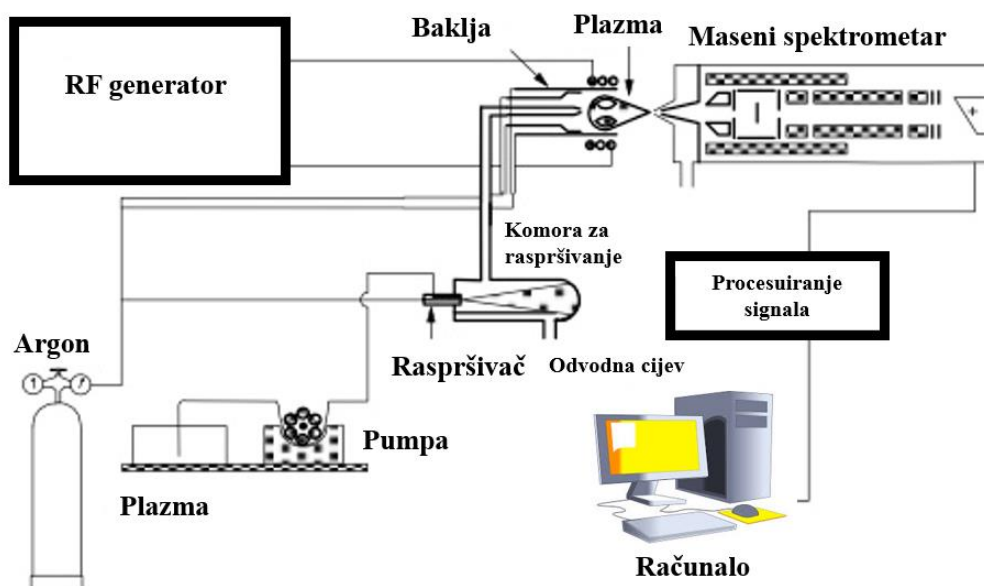 Baklja
Plazma
Maseni spektrometar
RF generator
Komora za
raspršivanje
Procesuiranje
signala
Argon
Raspršivač
Odvodna cijev
Pumpa
Plazma
Računalo